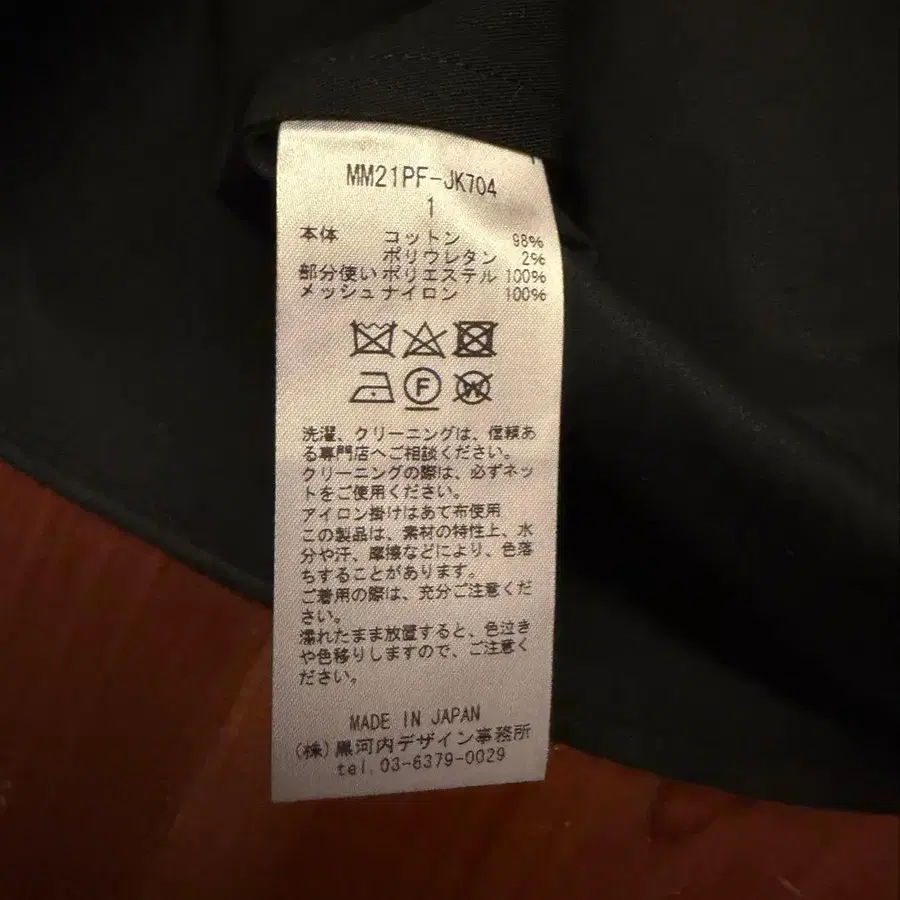 MM21PF-JK704
1
本体 コットン 98%
ポリウレタン 2%
部分使い ポリエステル 100%
メッシュ ナイロン 100%
F
W
洗濯、クリーニングは、信頼あ
る専門店へご相談ください。
クリーニングの際は、必ずネッ
トをご使用ください。
アイロン掛けはあて布使用
この製品は、素材の特性上、水
分や汗、摩擦などにより、色落
ちすることがあります。
ご着用の際は、充分ご注意くだ
さい。
濡れたまま放置すると、色泣き
や色移りしますので、ご注意く
ださい。
MADE IN JAPAN
(株)黒河内デザイン事務所
tel.03-6379-0029